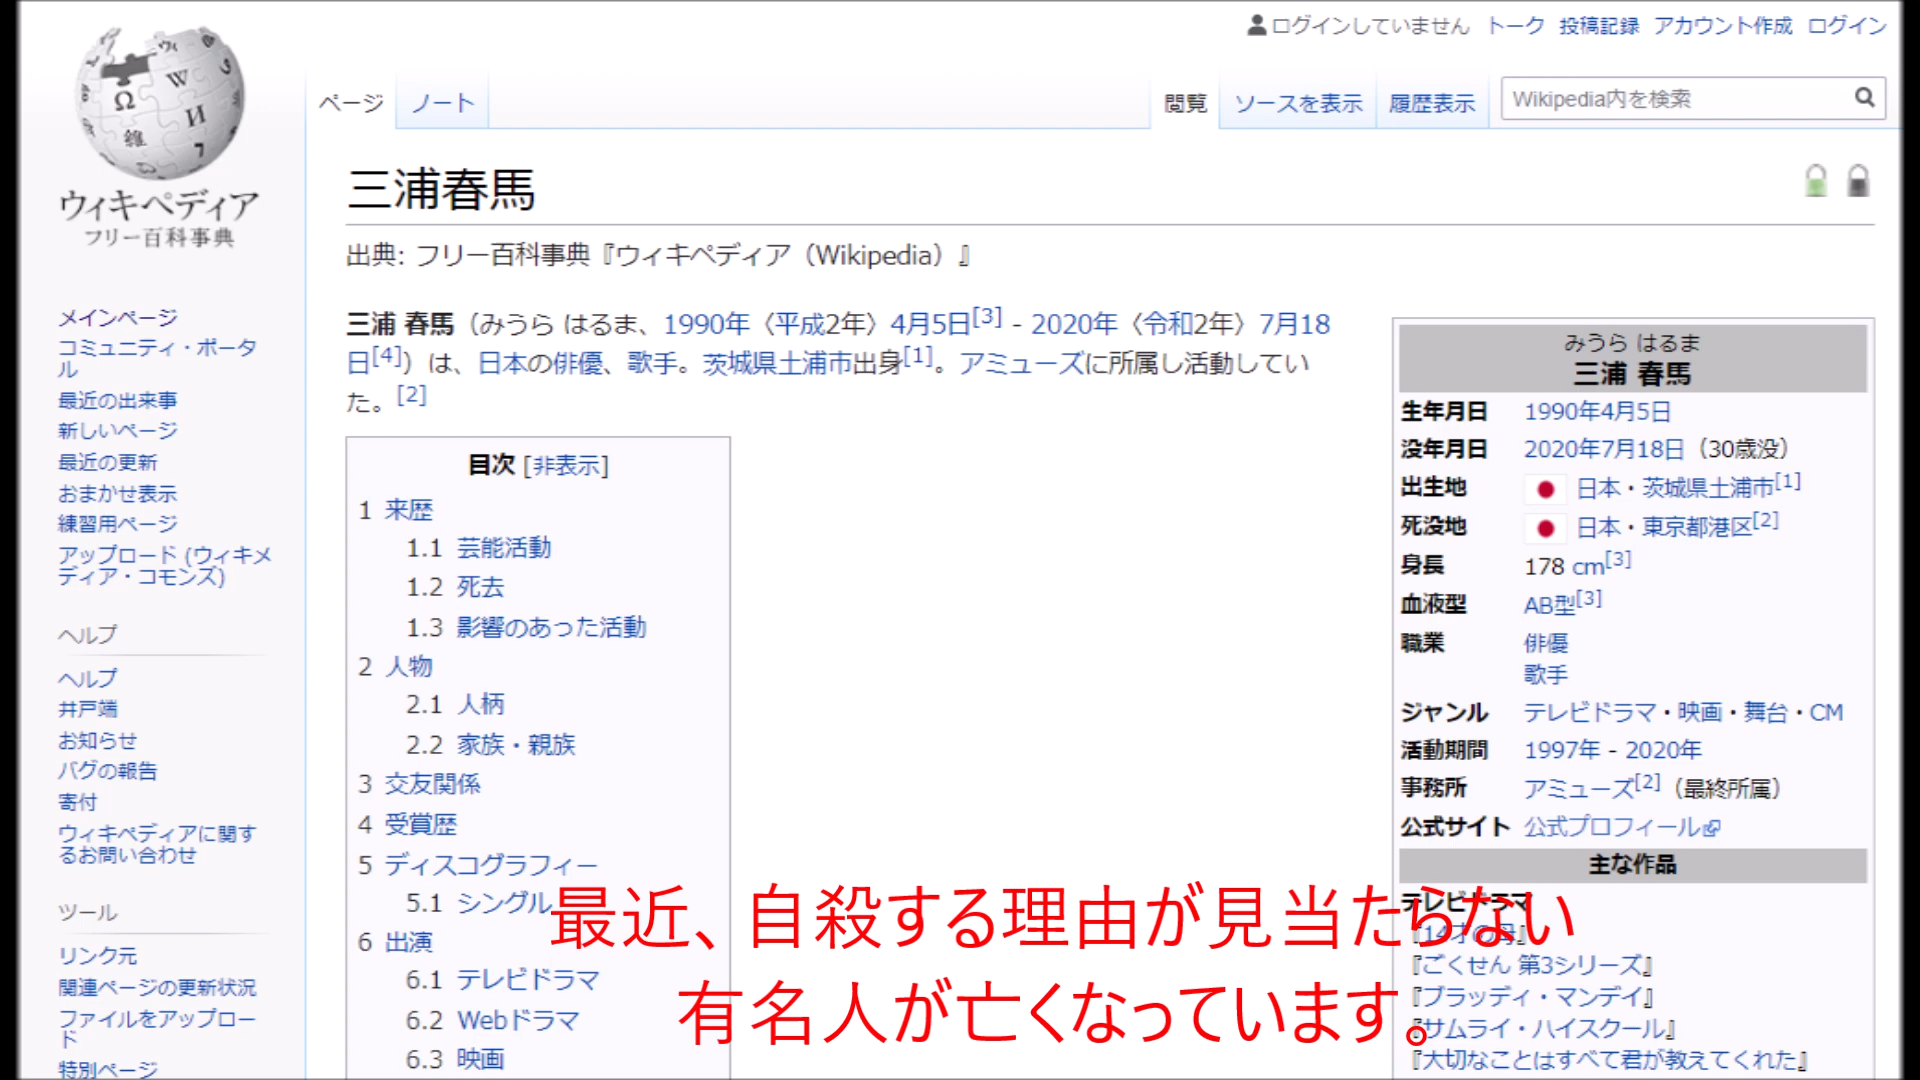 ログインしていません トーク 投稿記録 アカウント作成 ログイン
ページ ノート 閲覧 ソースを表示 履歴表示 Wikipedia内を検索
ウィキペディア
フリー百科事典
メインページ
コミュニティ・ポータ
ル
最近の出来事
新しいページ
最近の更新
おまかせ表示
練習用ページ
アップロード (ウィキメ
ディア・コモンズ)
ヘルプ
ヘルプ
井戸端
お知らせ
バグの報告
寄付
ウィキペディアに関す
るお問い合わせ
ツール
リンク元
関連ページの更新状況
ファイルをアップロー
ド
特別ページ
三浦春馬
出典: フリー百科事典『ウィキペディア（Wikipedia）』
三浦 春馬（みうら はるま、1990年〈平成2年〉4月5日[3] - 2020年〈令和2年〉7月18
日[4]）は、日本の俳優、歌手。茨城県土浦市出身[1]。アミューズに所属し活動してい
た。[2]
目次 [非表示]
1 来歴
1.1 芸能活動
1.2 死去
1.3 影響のあった活動
2 人物
2.1 人柄
2.2 家族・親族
3 交友関係
4 受賞歴
5 ディスコグラフィー
5.1 シングル
6 出演
6.1 テレビドラマ
6.2 Webドラマ
6.3 映画
みうら はるま
三浦 春馬
生年月日 1990年4月5日
没年月日 2020年7月18日（30歳没）
出生地 日本・茨城県土浦市[1]
死没地 日本・東京都港区[2]
身長 178 cm[3]
血液型 AB型[3]
職業 俳優
歌手
ジャンル テレビドラマ・映画・舞台・CM
活動期間 1997年 - 2020年
事務所 アミューズ[2]（最終所属）
公式サイト 公式プロフィール
主な作品
テレビドラマ
『14才の母』
『ごくせん 第3シリーズ』
『ブラッディ・マンデイ』
『サムライ・ハイスクール』
『大切なことはすべて君が教えてくれた』
最近、自殺する理由が見当たらない
有名人が亡くなっています。